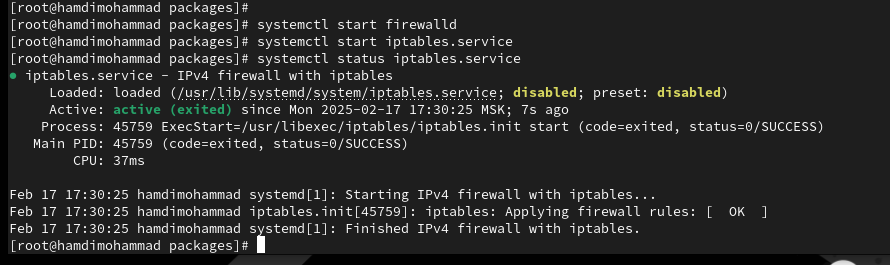 [root@hamdimohammad packages]#
[root@hamdimohammad packages]# systemctl start firewalld
[root@hamdimohammad packages]# systemctl start iptables.service
[root@hamdimohammad packages]# systemctl status iptables.service
● iptables.service - IPv4 firewall with iptables
     Loaded: loaded (/usr/lib/systemd/system/iptables.service; disabled; preset: disabled)
     Active: active (exited) since Mon 2025-02-17 17:30:25 MSK; 7s ago
    Process: 45759 ExecStart=/usr/libexec/iptables/iptables.init start (code=exited, status=0/SUCCESS)
   Main PID: 45759 (code=exited, status=0/SUCCESS)
        CPU: 37ms

Feb 17 17:30:25 hamdimohammad systemd[1]: Starting IPv4 firewall with iptables...
Feb 17 17:30:25 hamdimohammad iptables.init[45759]: iptables: Applying firewall rules: [  OK  ]
Feb 17 17:30:25 hamdimohammad systemd[1]: Finished IPv4 firewall with iptables.
[root@hamdimohammad packages]#